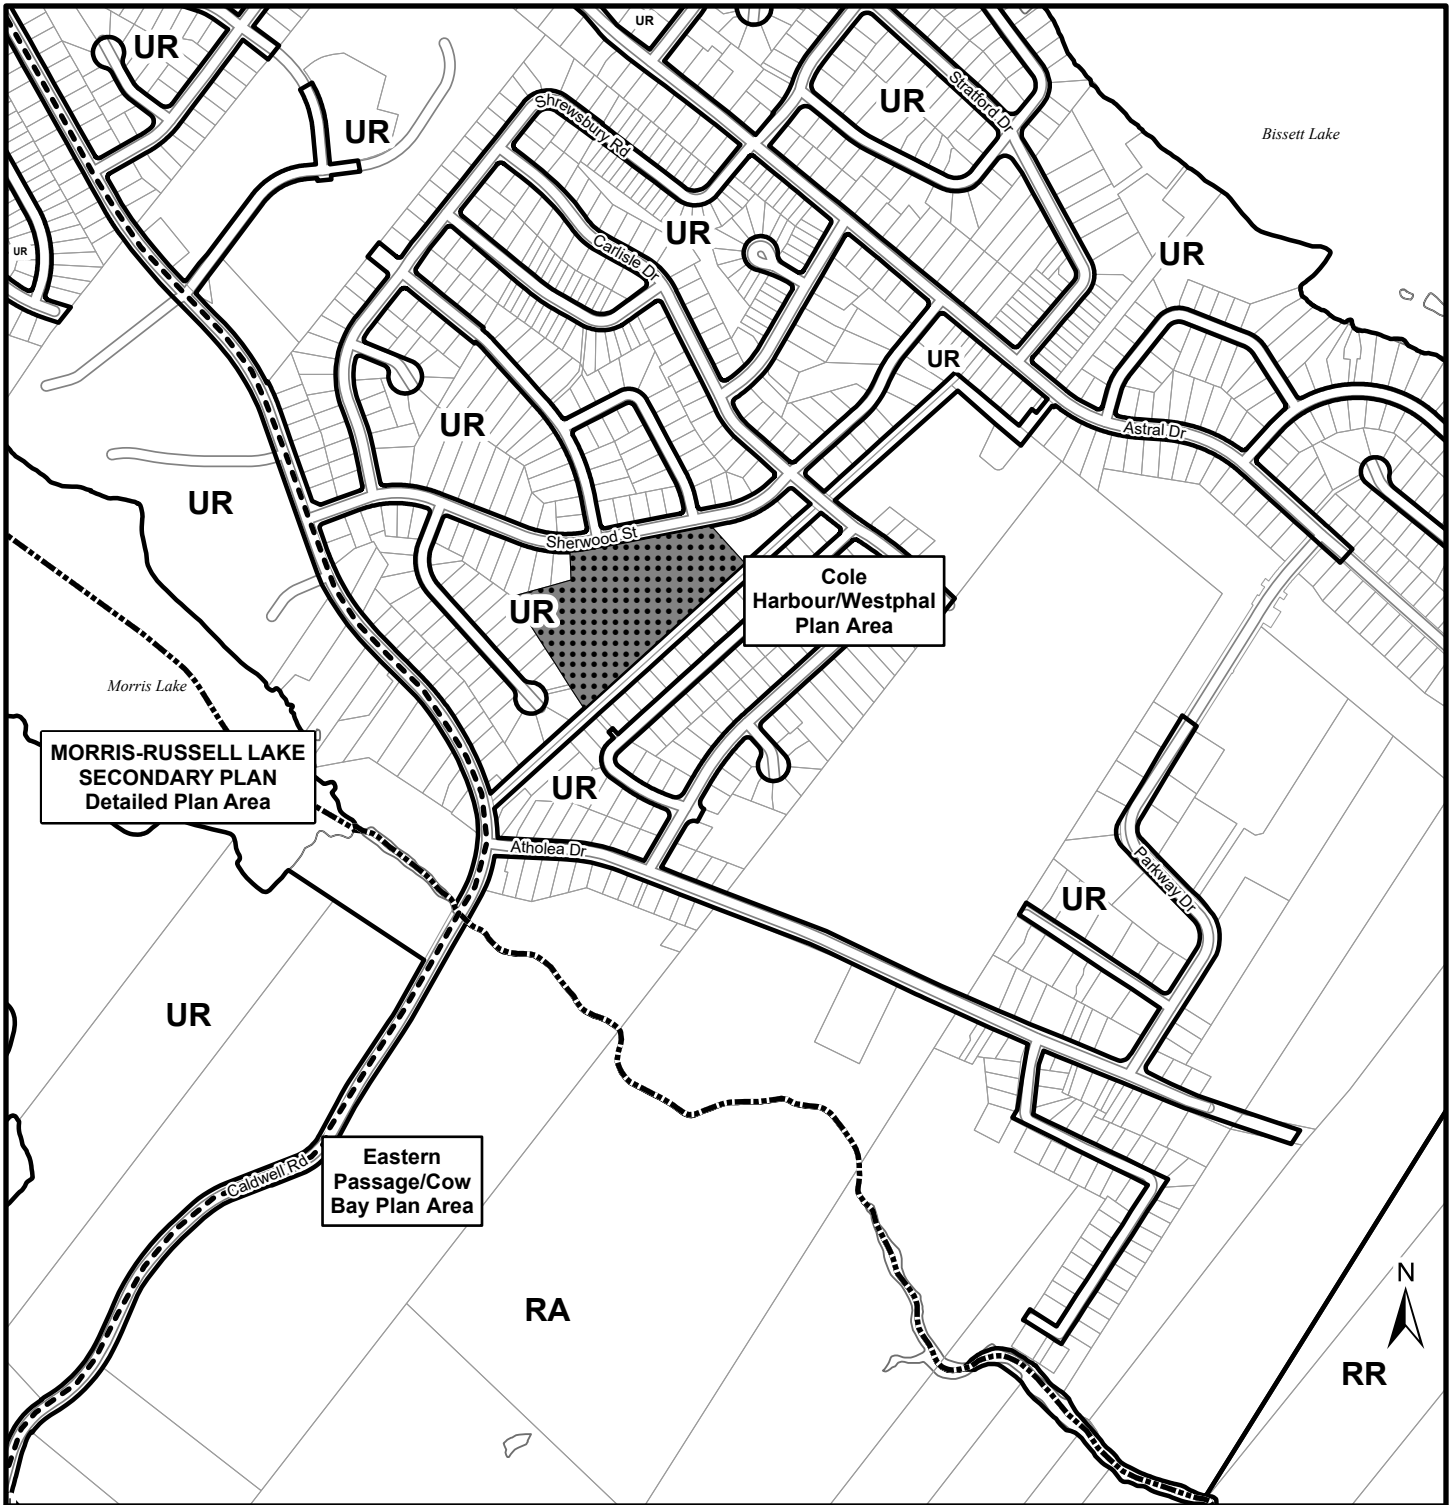 UR
UR
UR
Stratford Dr
UR
Shrewsbury Rd
Bissett Lake
UR
Carlisle Dr
UR
UR
UR
UR
Astral Dr
UR
Sherwood St
UR
Cole
Harbour/Westphal
Plan Area
Morris Lake
MORRIS-RUSSELL LAKE
SECONDARY PLAN
Detailed Plan Area
UR
Atholea Dr
Parkway Dr
UR
UR
Eastern
Passage/Cow
Bay Plan Area
Caldwell Rd
N
RA
RR